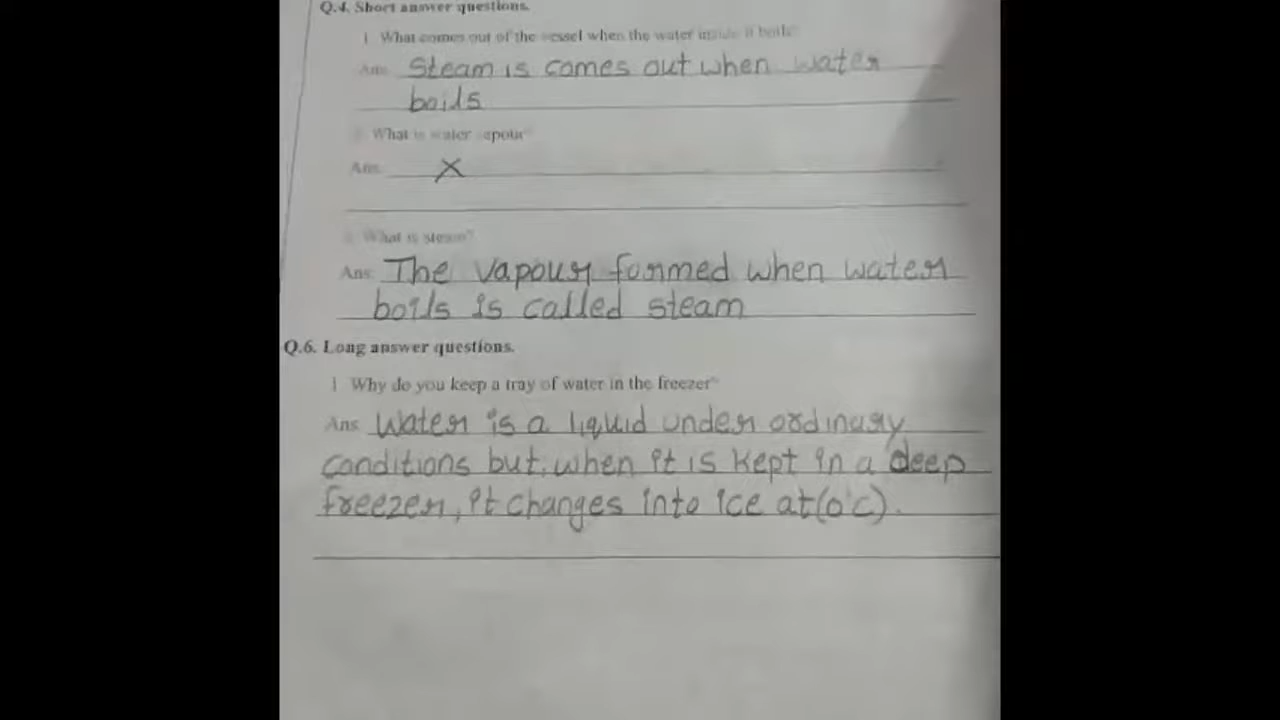 Q.4. Short answer questions.
1 What comes out of the vessel when the water inside it boils?
Ans Steam is comes out when water
boils
2 What is water vapour?
Ans X
3 What is steam?
Ans The vapour formed when water
boils is called steam
Q.6. Long answer questions.
1 Why do you keep a tray of water in the freezer?
Ans Water is a liquid under ordinary
conditions but, when it is kept in a deep
freezer, it changes into ice at (0°c).